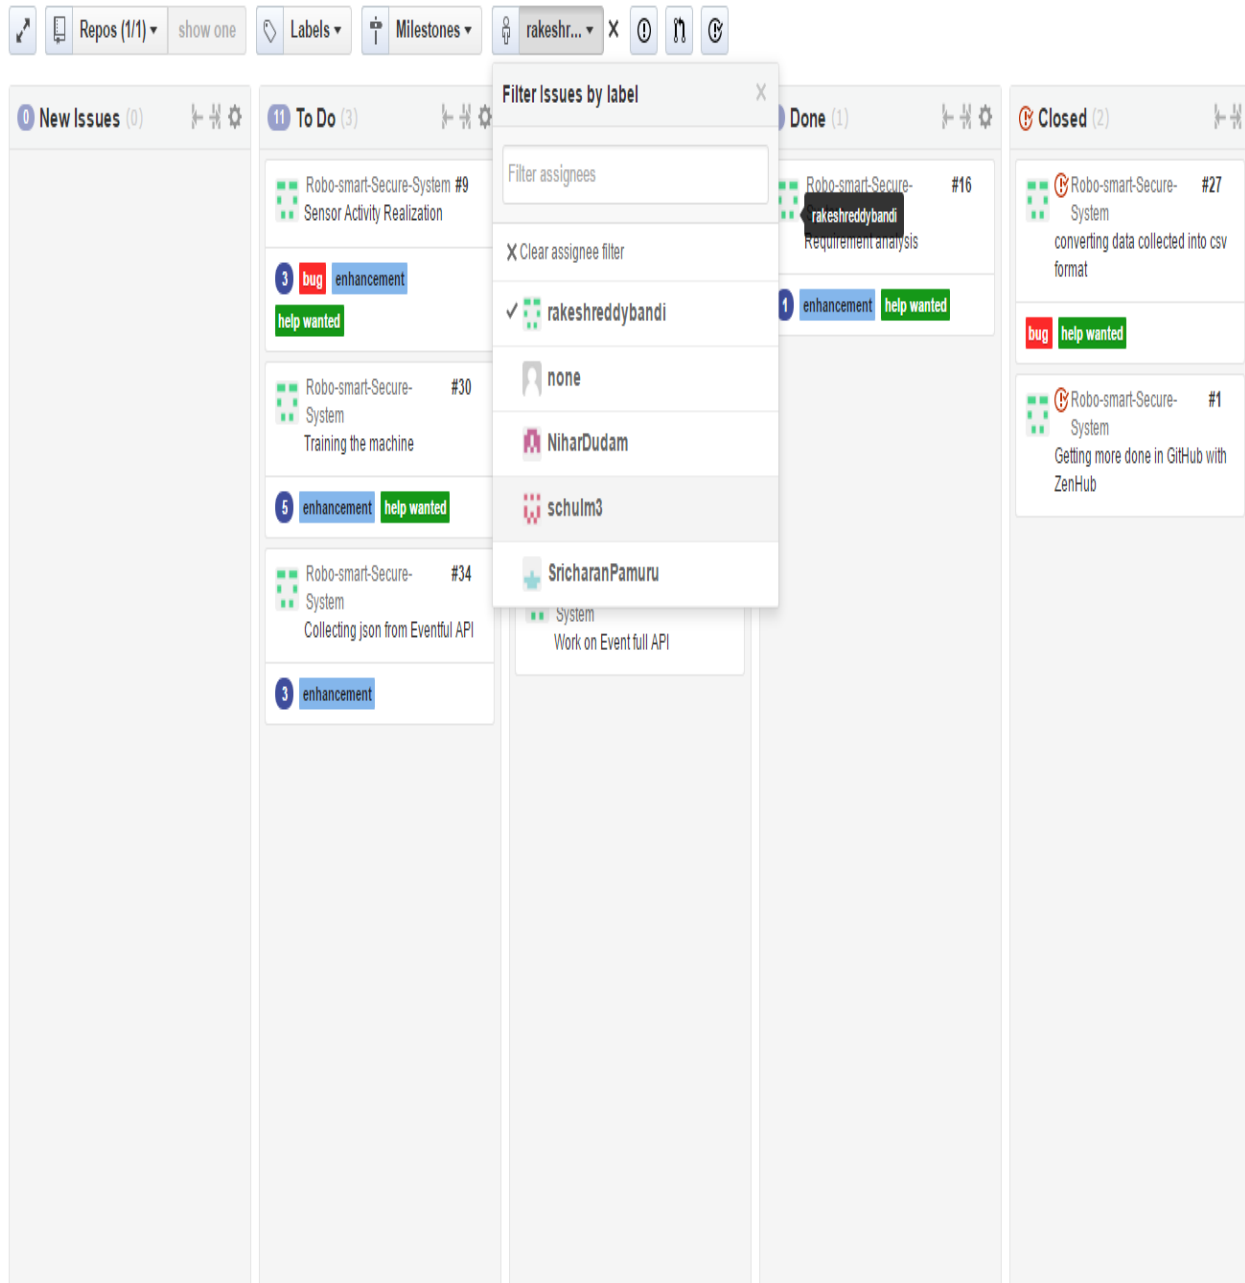 Repos (1/1) show one Labels Milestones rakeshr...
New Issues (0)
11 To Do (3)
Robo-smart-Secure-System #9
Sensor Activity Realization
3 bug enhancement
help wanted
Robo-smart-Secure- #30
System
Training the machine
5 enhancement help wanted
Robo-smart-Secure- #34
System
Collecting json from Eventful API
3 enhancement
Filter Issues by label
Filter assignees
Clear assignee filter
rakeshreddybandi
none
NiharDudam
schulm3
SricharanPamuru
System
Work on Event full API
Done (1)
Robo-smart-Secure- #16
rakeshreddybandi
Requirement analysis
1 enhancement help wanted
Closed (2)
Robo-smart-Secure- #27
System
converting data collected into csv
format
bug help wanted
Robo-smart-Secure- #1
System
Getting more done in GitHub with
ZenHub